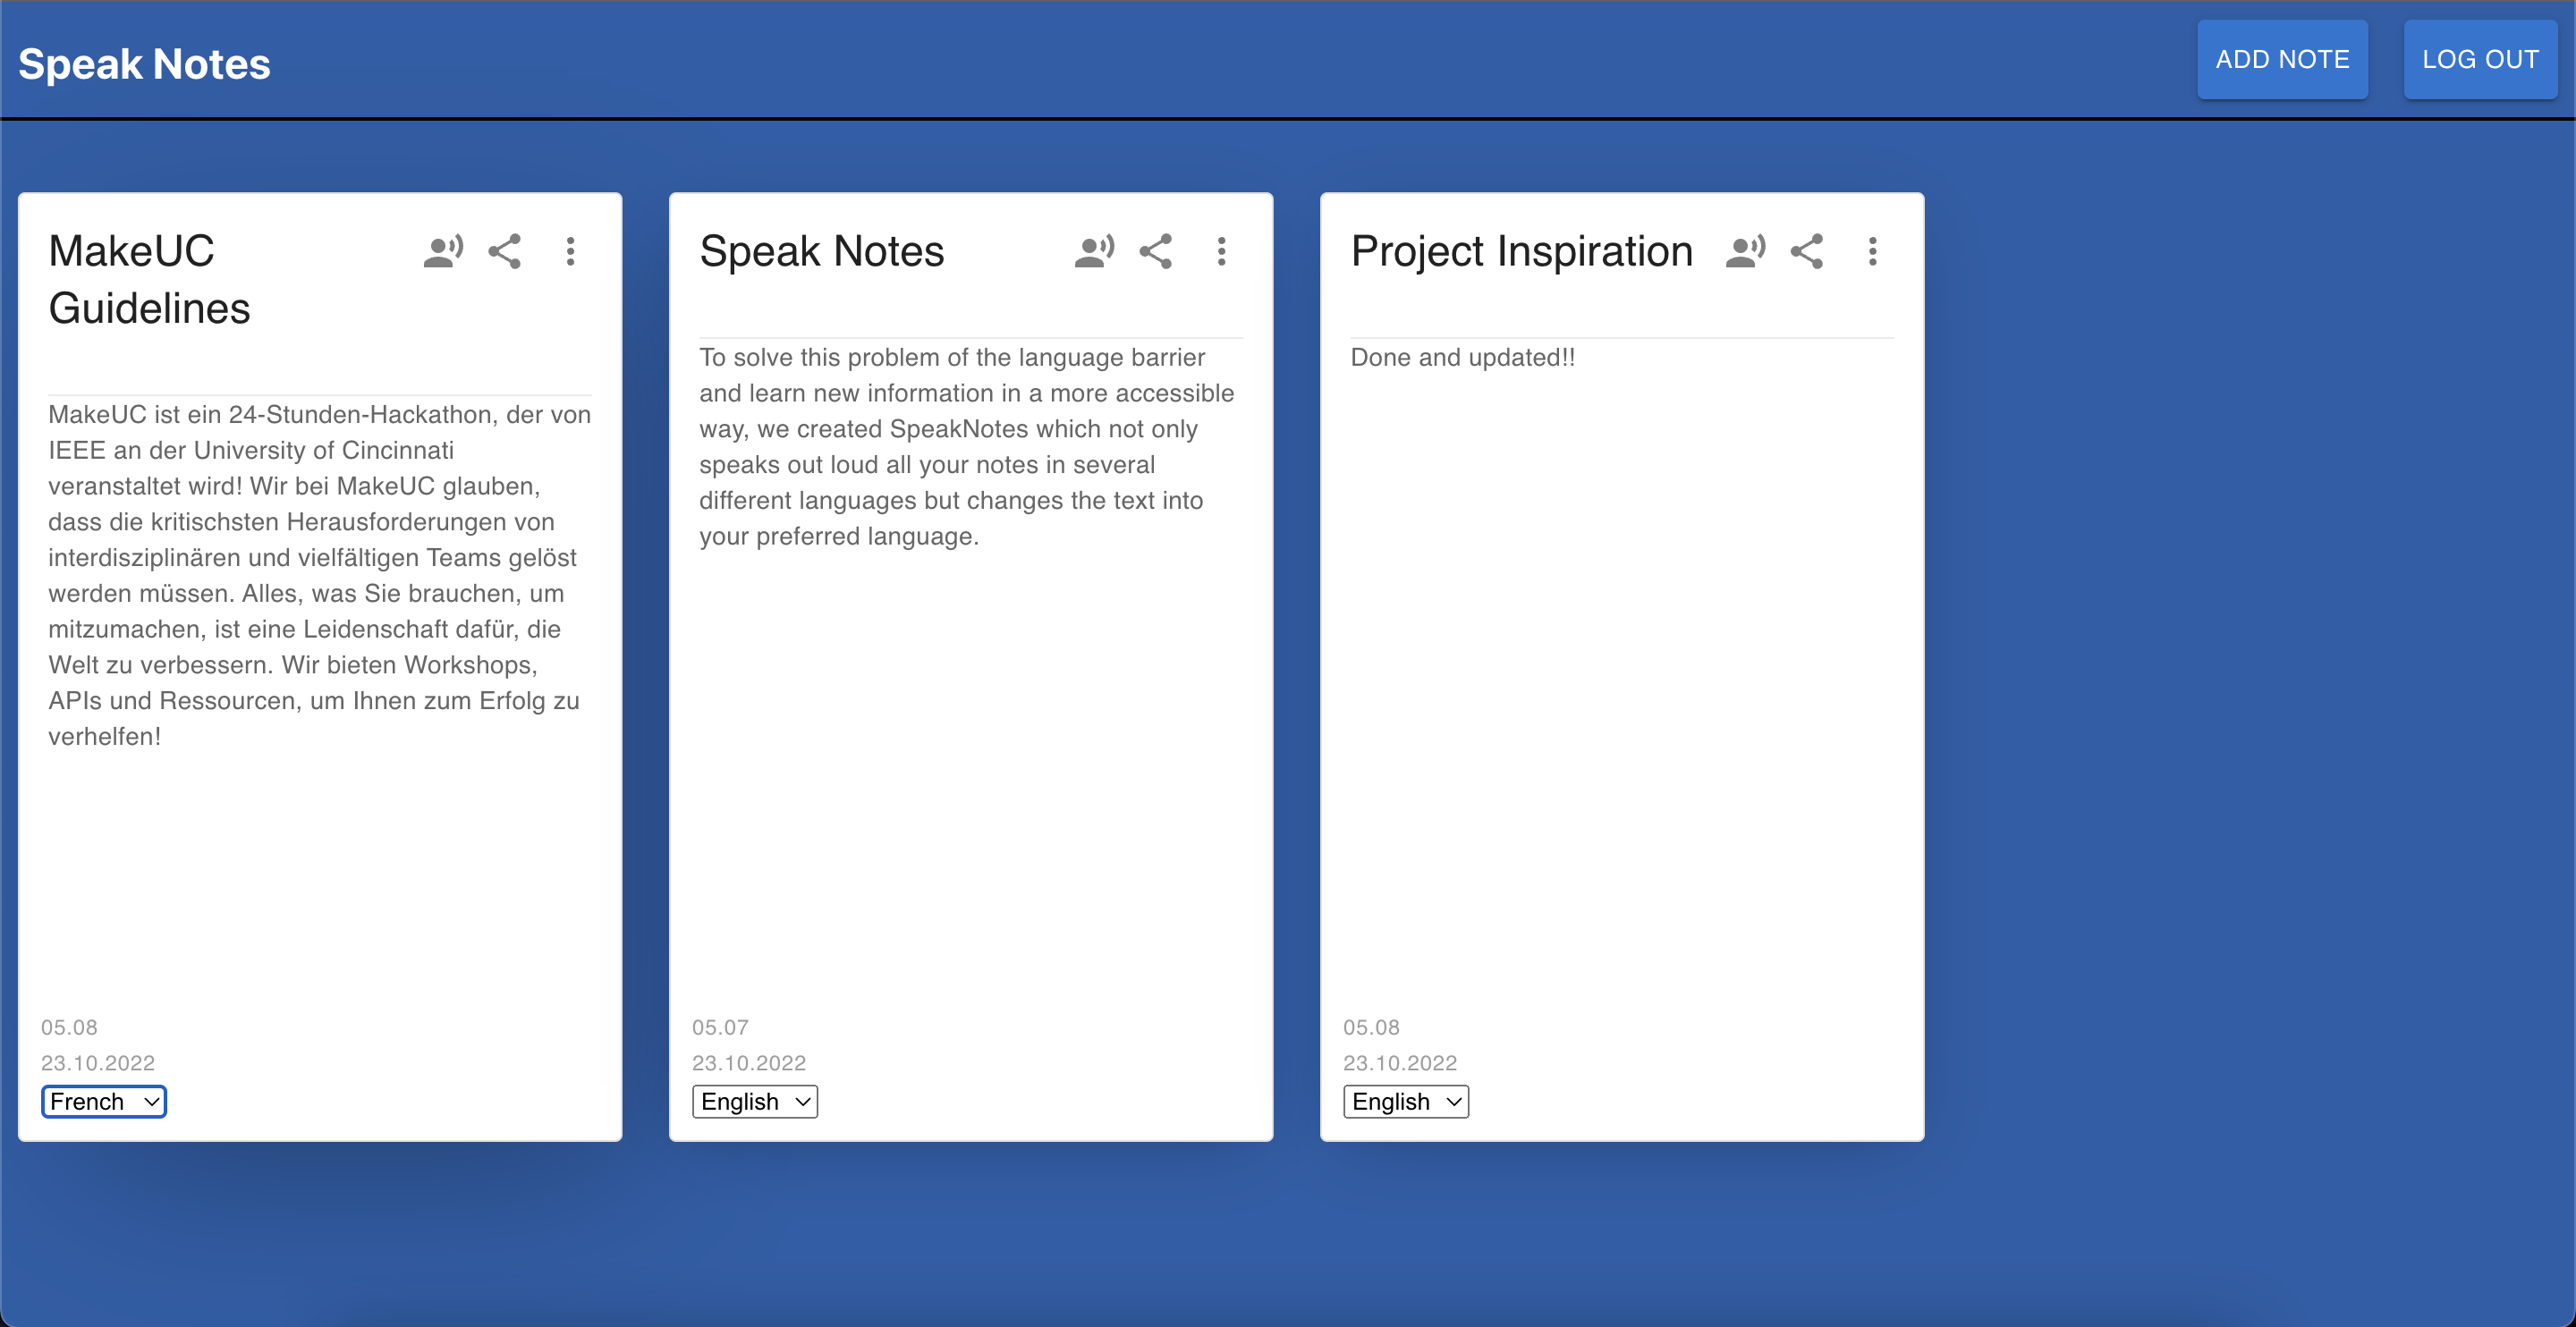 Speak Notes
ADD NOTE
LOG OUT
MakeUC
Guidelines
MakeUC ist ein 24-Stunden-Hackathon, der von
IEEE an der University of Cincinnati
veranstaltet wird! Wir bei MakeUC glauben,
dass die kritischsten Herausforderungen von
interdisziplinären und vielfältigen Teams gelöst
werden müssen. Alles, was Sie brauchen, um
mitzumachen, ist eine Leidenschaft dafür, die
Welt zu verbessern. Wir bieten Workshops,
APIs und Ressourcen, um Ihnen zum Erfolg zu
verhelfen!
05.08
23.10.2022
French
Speak Notes
To solve this problem of the language barrier
and learn new information in a more accessible
way, we created SpeakNotes which not only
speaks out loud all your notes in several
different languages but changes the text into
your preferred language.
05.07
23.10.2022
English
Project Inspiration
Done and updated!!
05.08
23.10.2022
English